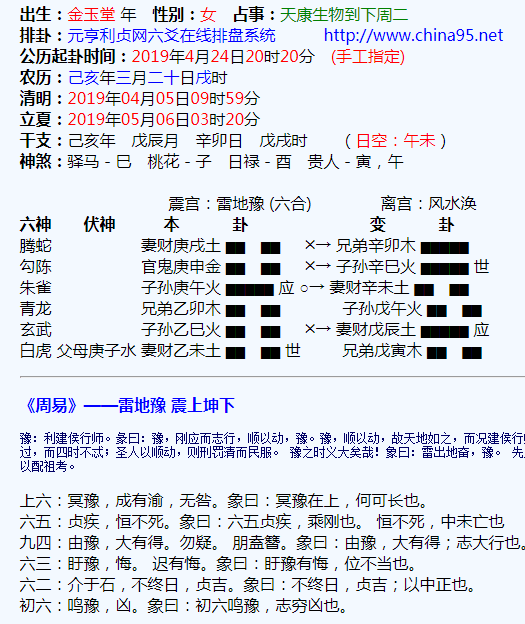 出生：金玉堂 年　性别：女　占事：天康生物到下周二
排卦：元亨利贞网六爻在线排盘系统　http://www.china95.net
公历起卦时间：2019年4月24日20时20分　(手工指定)
农历：己亥年三月二十日戌时
清明：2019年04月05日09时59分
立夏：2019年05月06日03时20分
干支：己亥年　戊辰月　辛卯日　戊戌时　（日空：午未）
神煞：驿马－巳　桃花－子　日禄－酉　贵人－寅，午
震宫：雷地豫 (六合)　离宫：风水涣
六神　伏神　本　卦　变　卦
腾蛇　妻财庚戌土　×→ 兄弟辛卯木
勾陈　官鬼庚申金　×→ 子孙辛巳火　世
朱雀　子孙庚午火　应 ○→ 妻财辛未土
青龙　兄弟乙卯木　子孙戊午火
玄武　子孙乙巳火　×→ 妻财戊辰土　应
白虎 父母庚子水 妻财乙未土　世　兄弟戊寅木
《周易》——雷地豫 震上坤下
豫：利建侯行师。彖曰：豫，刚应而志行，顺以动，豫。豫，顺以动，故天地如之，而况建侯行
过，而四时不忒；圣人以顺动，则刑罚清而民服。 豫之时义大矣哉！象曰：雷出地奋，豫。 先
以配祖考。
上六：冥豫，成有渝，无咎。象曰：冥豫在上，何可长也。
六五：贞疾，恒不死。象曰：六五贞疾，乘刚也。 恒不死，中未亡也
九四：由豫，大有得。勿疑。 朋盍簪。象曰：由豫，大有得；志大行也。
六三：盱豫，悔。 迟有悔。象曰：盱豫有悔，位不当也。
六二：介于石，不终日，贞吉。象曰：不终日，贞吉；以中正也。
初六：鸣豫，凶。象曰：初六鸣豫，志穷凶也。